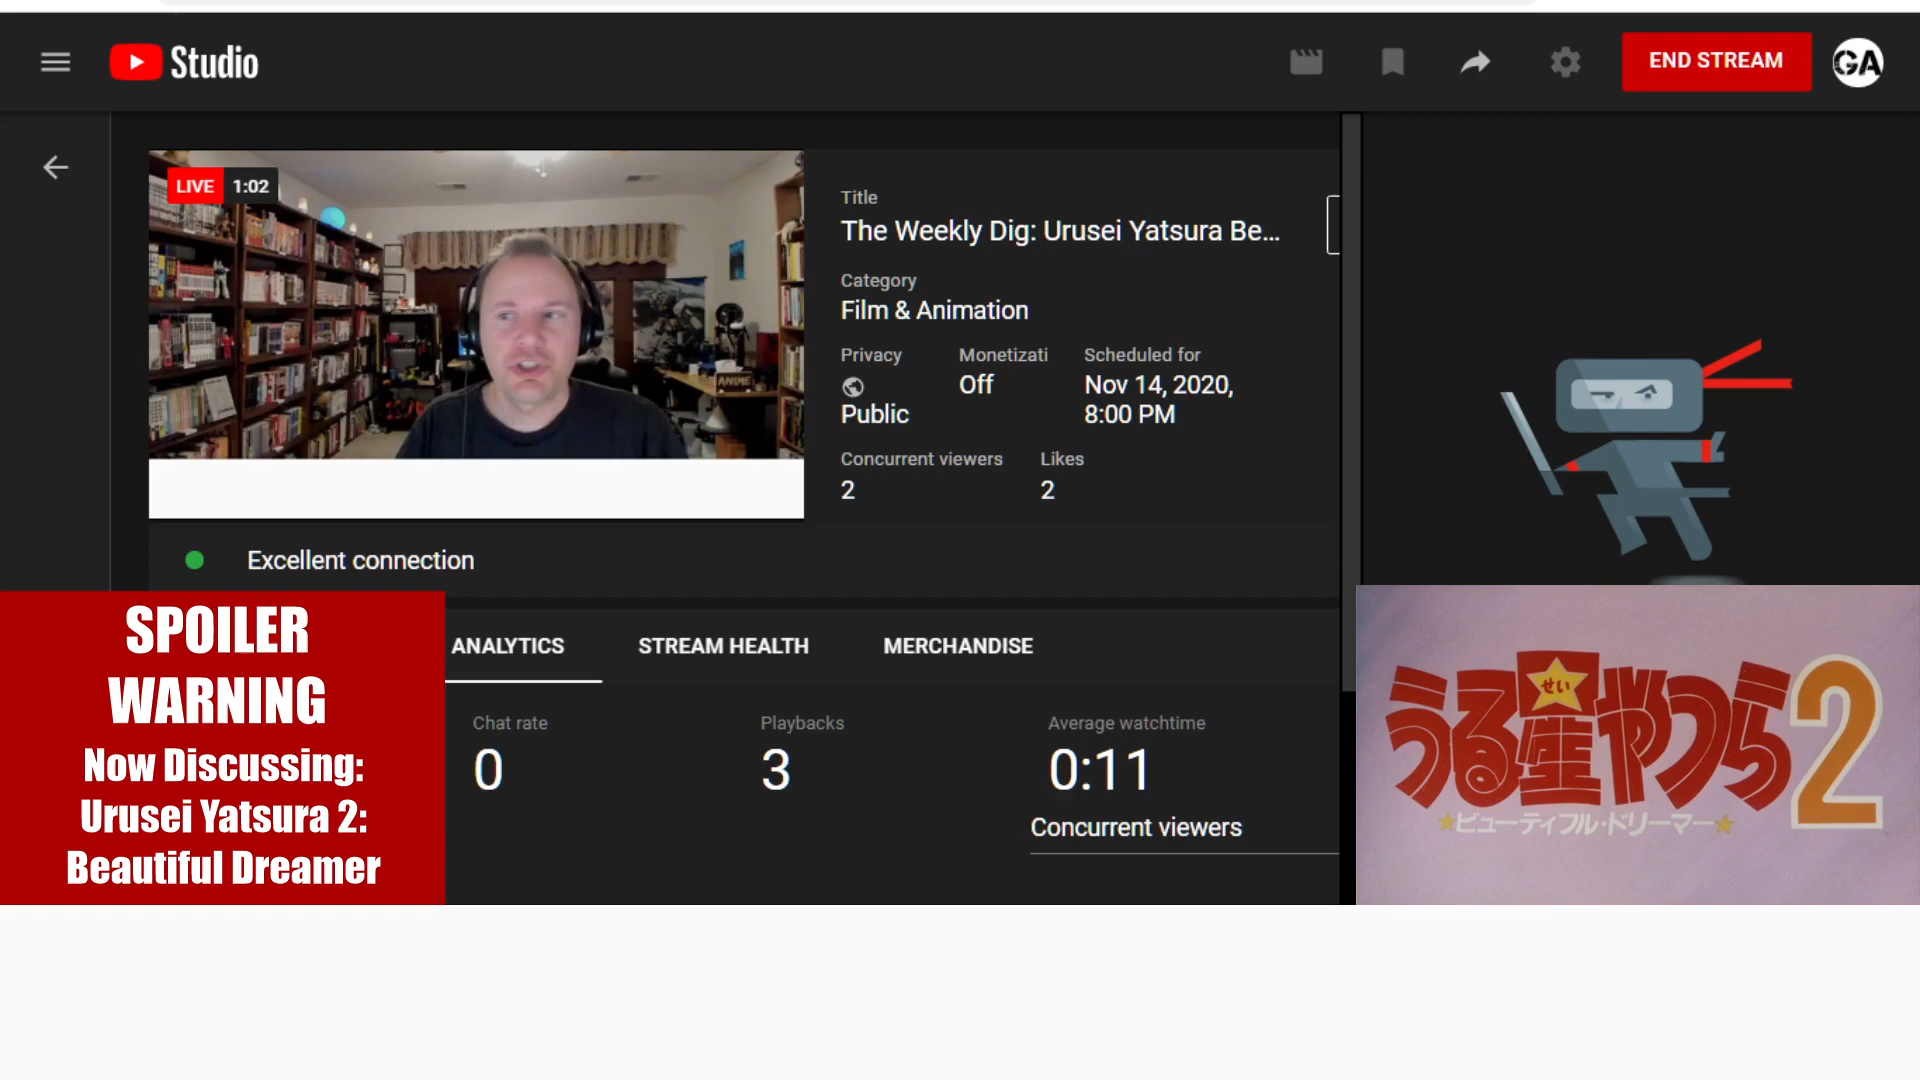 Studio
END STREAM
GA
LIVE 1:02
Title
The Weekly Dig: Urusei Yatsura Be...
Category
Film & Animation
Privacy
Monetizati
Scheduled for
Public
Off
Nov 14, 2020,
8:00 PM
Concurrent viewers
Likes
2
2
ANIME
Excellent connection
SPOILER
WARNING
Now Discussing:
Urusei Yatsura 2:
Beautiful Dreamer
ANALYTICS
STREAM HEALTH
MERCHANDISE
Chat rate
Playbacks
Average watchtime
0
3
0:11
Concurrent viewers
せい
うる星やつら2
ビューティフル・ドリーマー